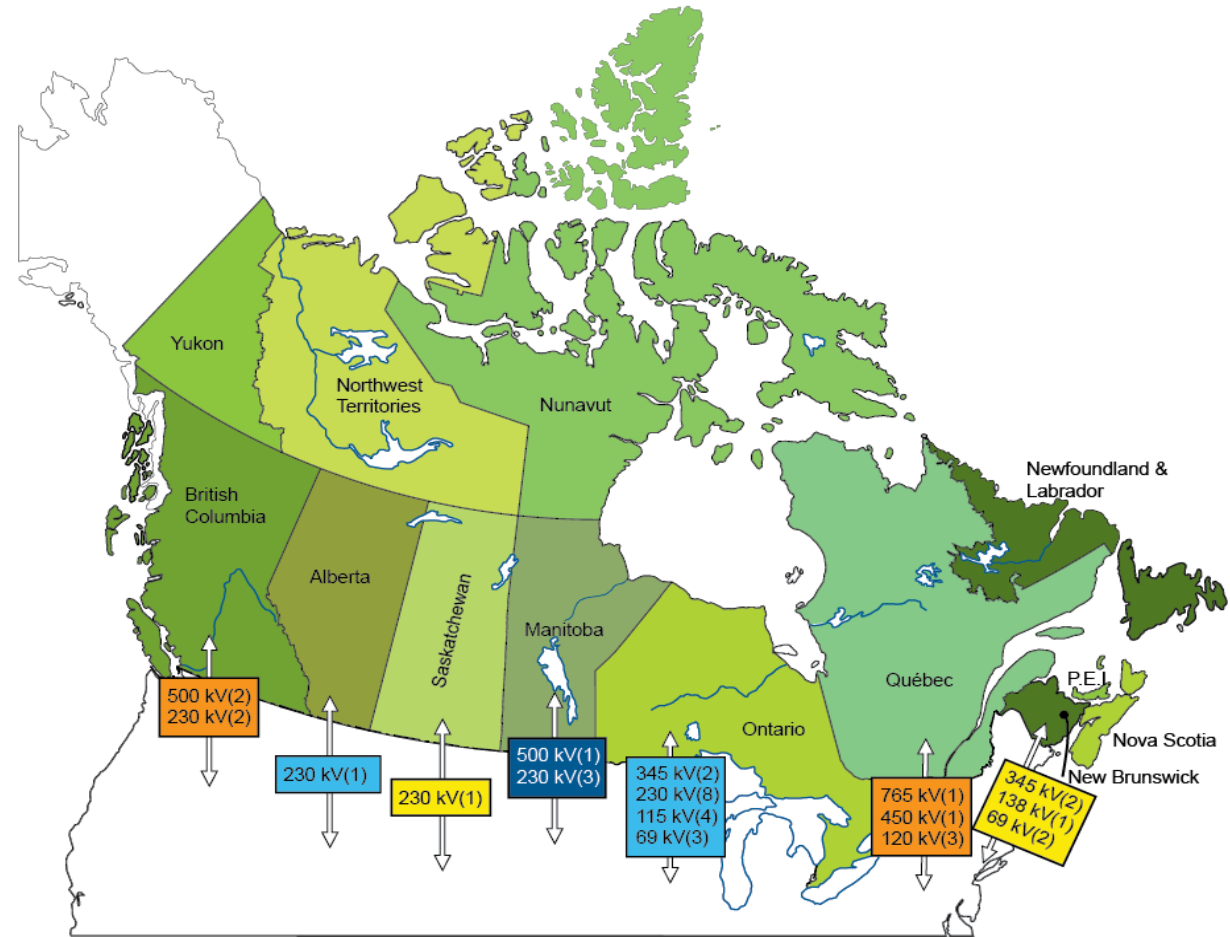 Yukon
Northwest
Territories
Nunavut
British
Columbia
Alberta
Saskatchewan
Manitoba
Ontario
Québec
Newfoundland &
Labrador
P.E.I.
Nova Scotia
New Brunswick
500 kV(2)
230 kV(2)
230 kV(1)
230 kV(1)
500 kV(1)
230 kV(3)
345 kV(2)
230 kV(8)
115 kV(4)
69 kV(3)
765 kV(1)
450 kV(1)
120 kV(3)
345 kV(2)
138 kV(1)
69 kV(2)